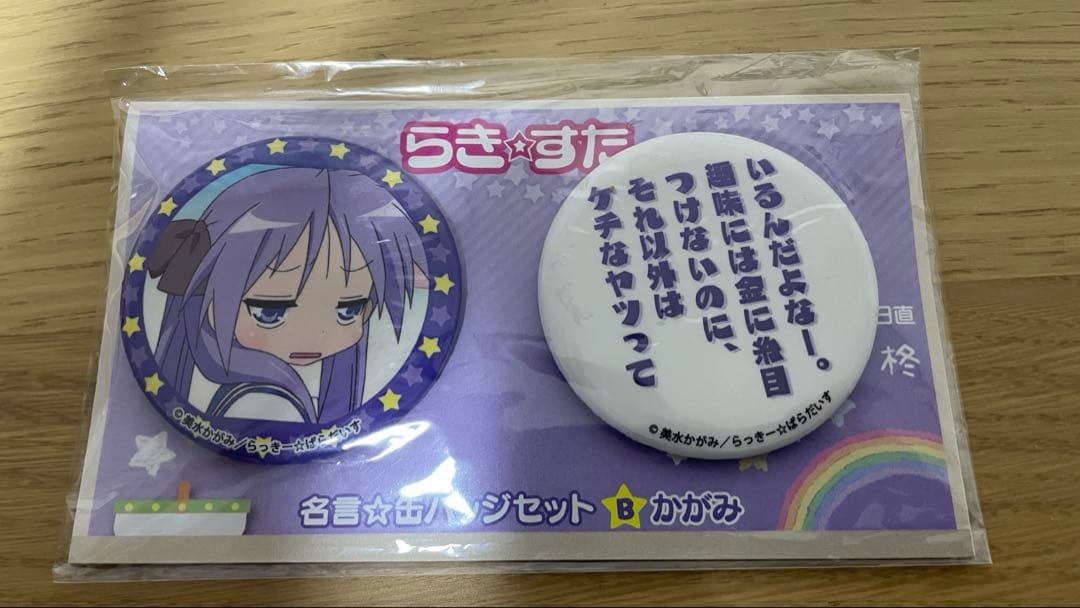 らき☆すた
いるんだよなー。
趣味には金に糸目
つけないのに、
それ以外は
ケチなヤツって
©美水かがみ／らっきー☆ぱらだいす
©美水かがみ／らっきー☆ぱらだいす
日直
柊
名言☆缶バッジセット B かがみ